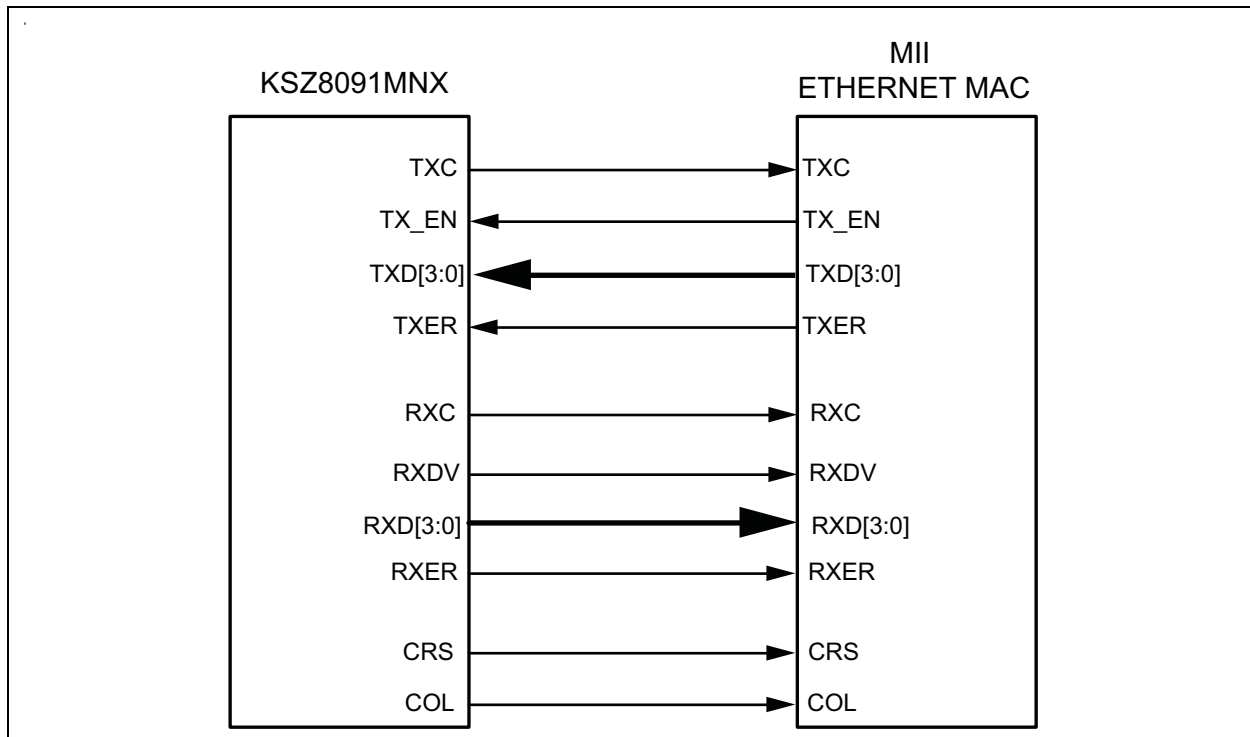 KSZ8091MNX
MII
ETHERNET MAC
TXC TXC
TX_EN TX_EN
TXD[3:0] TXD[3:0]
TXER TXER
RXC RXC
RXDV RXDV
RXD[3:0] RXD[3:0]
RXER RXER
CRS CRS
COL COL